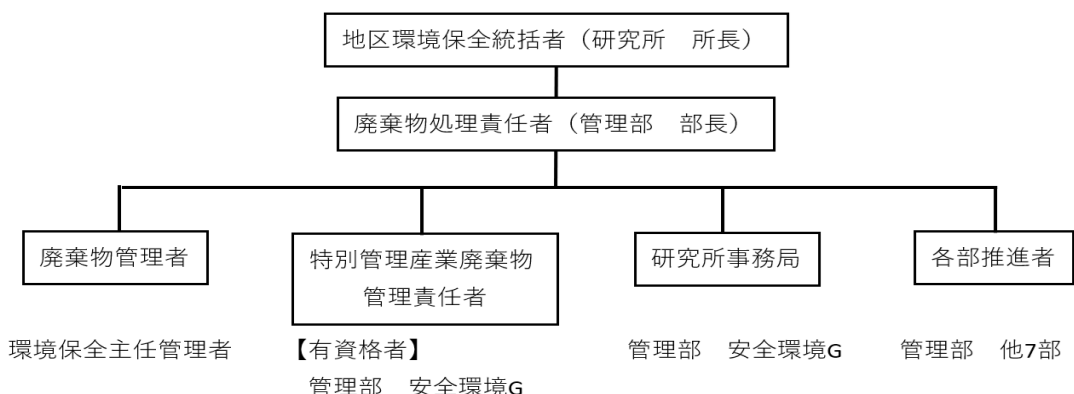 地区環境保全統括者（研究所　所長）
廃棄物処理責任者（管理部　部長）
廃棄物管理者
特別管理産業廃棄物
管理責任者
研究所事務局
各部推進者
環境保全主任管理者
【有資格者】
管理部　安全環境G
管理部　安全環境G
管理部　他7部